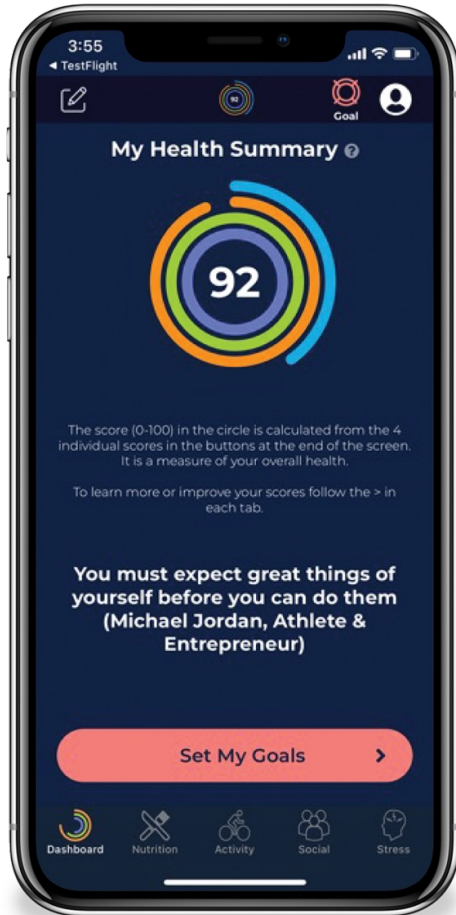 3:55
◀ TestFlight
92
Goal
My Health Summary ?
92
The score (0-100) in the circle is calculated from the 4
individual scores in the buttons at the end of the screen.
It is a measure of your overall health.
To learn more or improve your scores follow the > in
each tab.
You must expect great things of
yourself before you can do them
(Michael Jordan, Athlete &
Entrepreneur)
Set My Goals >
Dashboard Nutrition Activity Social Stress